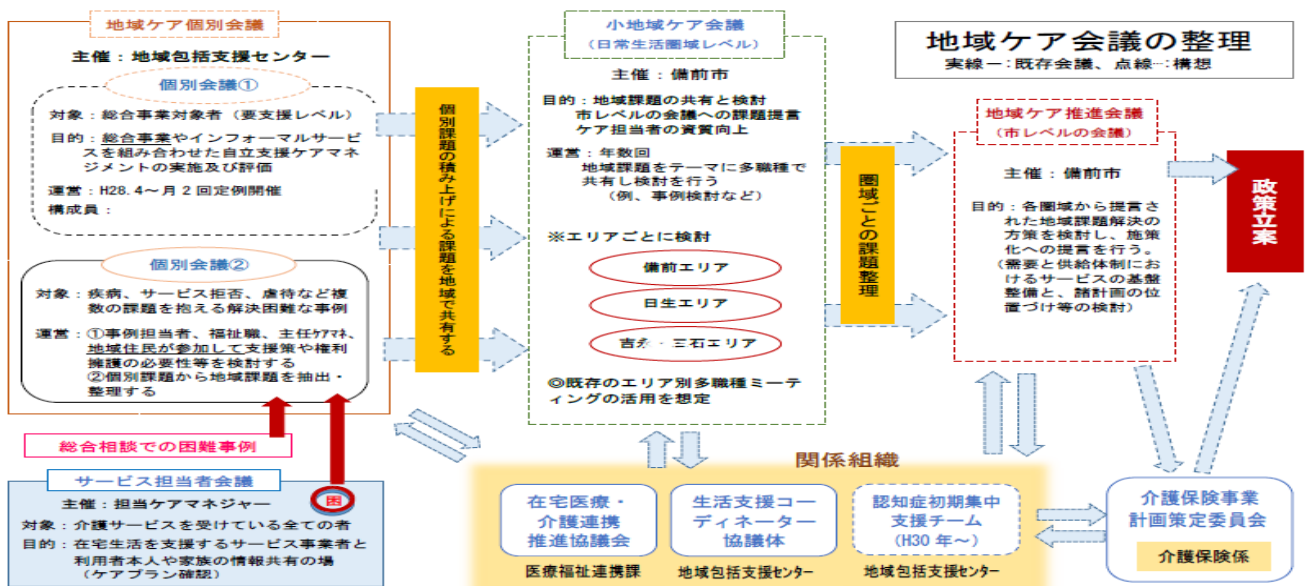 地域ケア会議の整理
実線－:既存会議、点線…:構想
地域ケア個別会議
主催：地域包括支援センター
個別会議①
対象：総合事業対象者（要支援レベル）
目的：総合事業やインフォーマルサービ
スを組み合わせた自立支援ケアマネ
ジメントの実施及び評価
運営：H28.4～月2回定例開催
構成員：
個別会議②
対象：疾病、サービス拒否、虐待など複
数の課題を抱える解決困難な事例
運営：①事例担当者、福祉職、主任ケアマネ、
地域住民が参加して支援策や権利
擁護の必要性等を検討する
②個別課題から地域課題を抽出・
整理する
総合相談での困難事例
サービス担当者会議
主催：担当ケアマネジャー
困
対象：介護サービスを受けている全ての者
目的：在宅生活を支援するサービス事業者と
利用者本人や家族の情報共有の場
（ケアプラン確認）
個別課題の積み上げによる課題を地域で共有する
小地域ケア会議
（日常生活圏域レベル）
主催：備前市
目的：地域課題の共有と検討
市レベルの会議への課題提言
ケア担当者の資質向上
運営：年数回
地域課題をテーマに多職種で
共有し検討を行う
（例、事例検討など）
※エリアごとに検討
備前エリア
日生エリア
吉永・三石エリア
◎既存のエリア別多職種ミーテ
ィングの活用を想定
圏域ごとの課題整理
地域ケア推進会議
（市レベルの会議）
主催：備前市
目的：各圏域から提言さ
れた地域課題解決の
方策を検討し、施策
化への提言を行う。
（需要と供給体制にお
けるサービスの基盤
整備と、諸計画の位
置づけ等の検討）
政策立案
関係組織
在宅医療・
介護連携
推進協議会
医療福祉連携課
生活支援コー
ディネーター
協議体
地域包括支援センター
認知症初期集中
支援チーム
（H30年～）
地域包括支援センター
介護保険事業
計画策定委員会
介護保険係